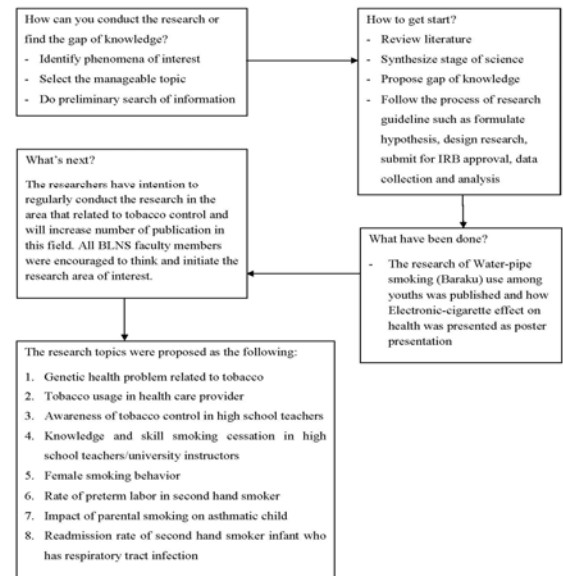 How can you conduct the research or
find the gap of knowledge?
- Identify phenomena of interest
- Select the manageable topic
- Do preliminary search of information
How to get start?
- Review literature
- Synthesize stage of science
- Propose gap of knowledge
- Follow the process of research
guideline such as formulate
hypothesis, design research,
submit for IRB approval, data
collection and analysis
What have been done?
- The research of Water-pipe
smoking (Baraku) use among
youths was published and how
Electronic-cigarette effect on
health was presented as poster
presentation
What's next?
The researchers have intention to
regularly conduct the research in the
area that related to tobacco control and
will increase number of publication in
this field. All BLNS faculty members
were encouraged to think and initiate the
research area of interest.
The research topics were proposed as the following:
1. Genetic health problem related to tobacco
2. Tobacco usage in health care provider
3. Awareness of tobacco control in high school teachers
4. Knowledge and skill smoking cessation in high
school teachers/university instructors
5. Female smoking behavior
6. Rate of preterm labor in second hand smoker
7. Impact of parental smoking on asthmatic child
8. Readmission rate of second hand smoker infant who
has respiratory tract infection